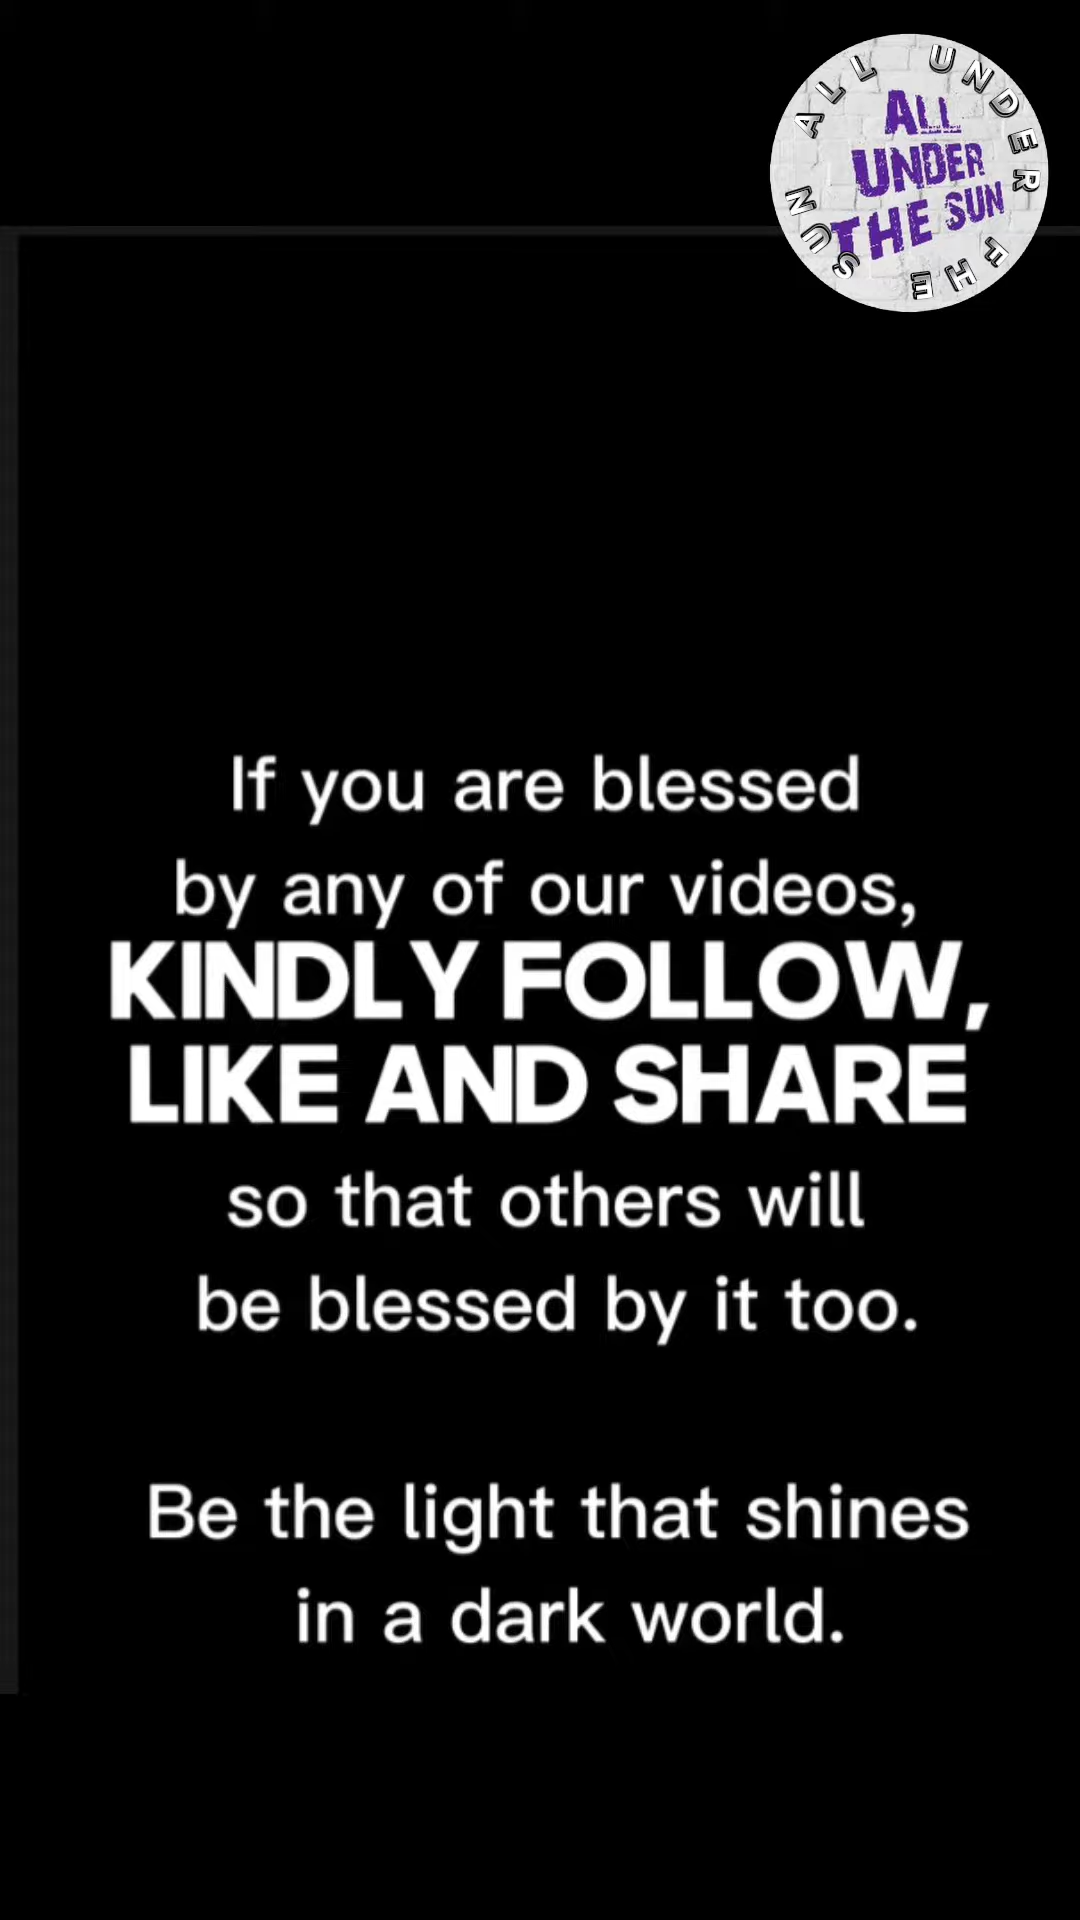 ALL UNDER THE SUN
ALL
UNDER
THE SUN
If you are blessed
by any of our videos,
KINDLY FOLLOW,
LIKE AND SHARE
so that others will
be blessed by it too.
Be the light that shines
in a dark world.